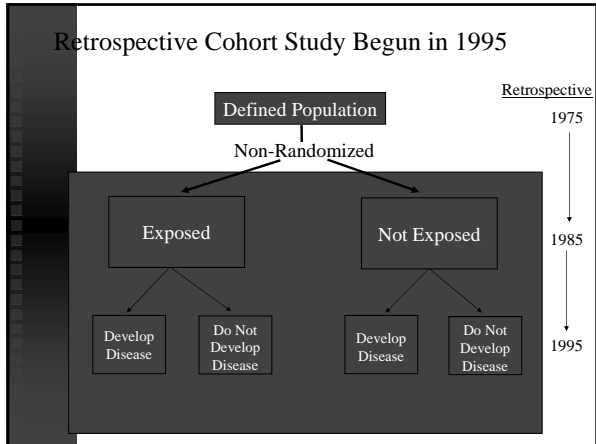 Retrospective Cohort Study Begun in 1995
Retrospective
Defined Population
1975
Non-Randomized
Exposed
Not Exposed
1985
Develop
Disease
Do Not
Develop
Disease
Develop
Disease
Do Not
Develop
Disease
1995